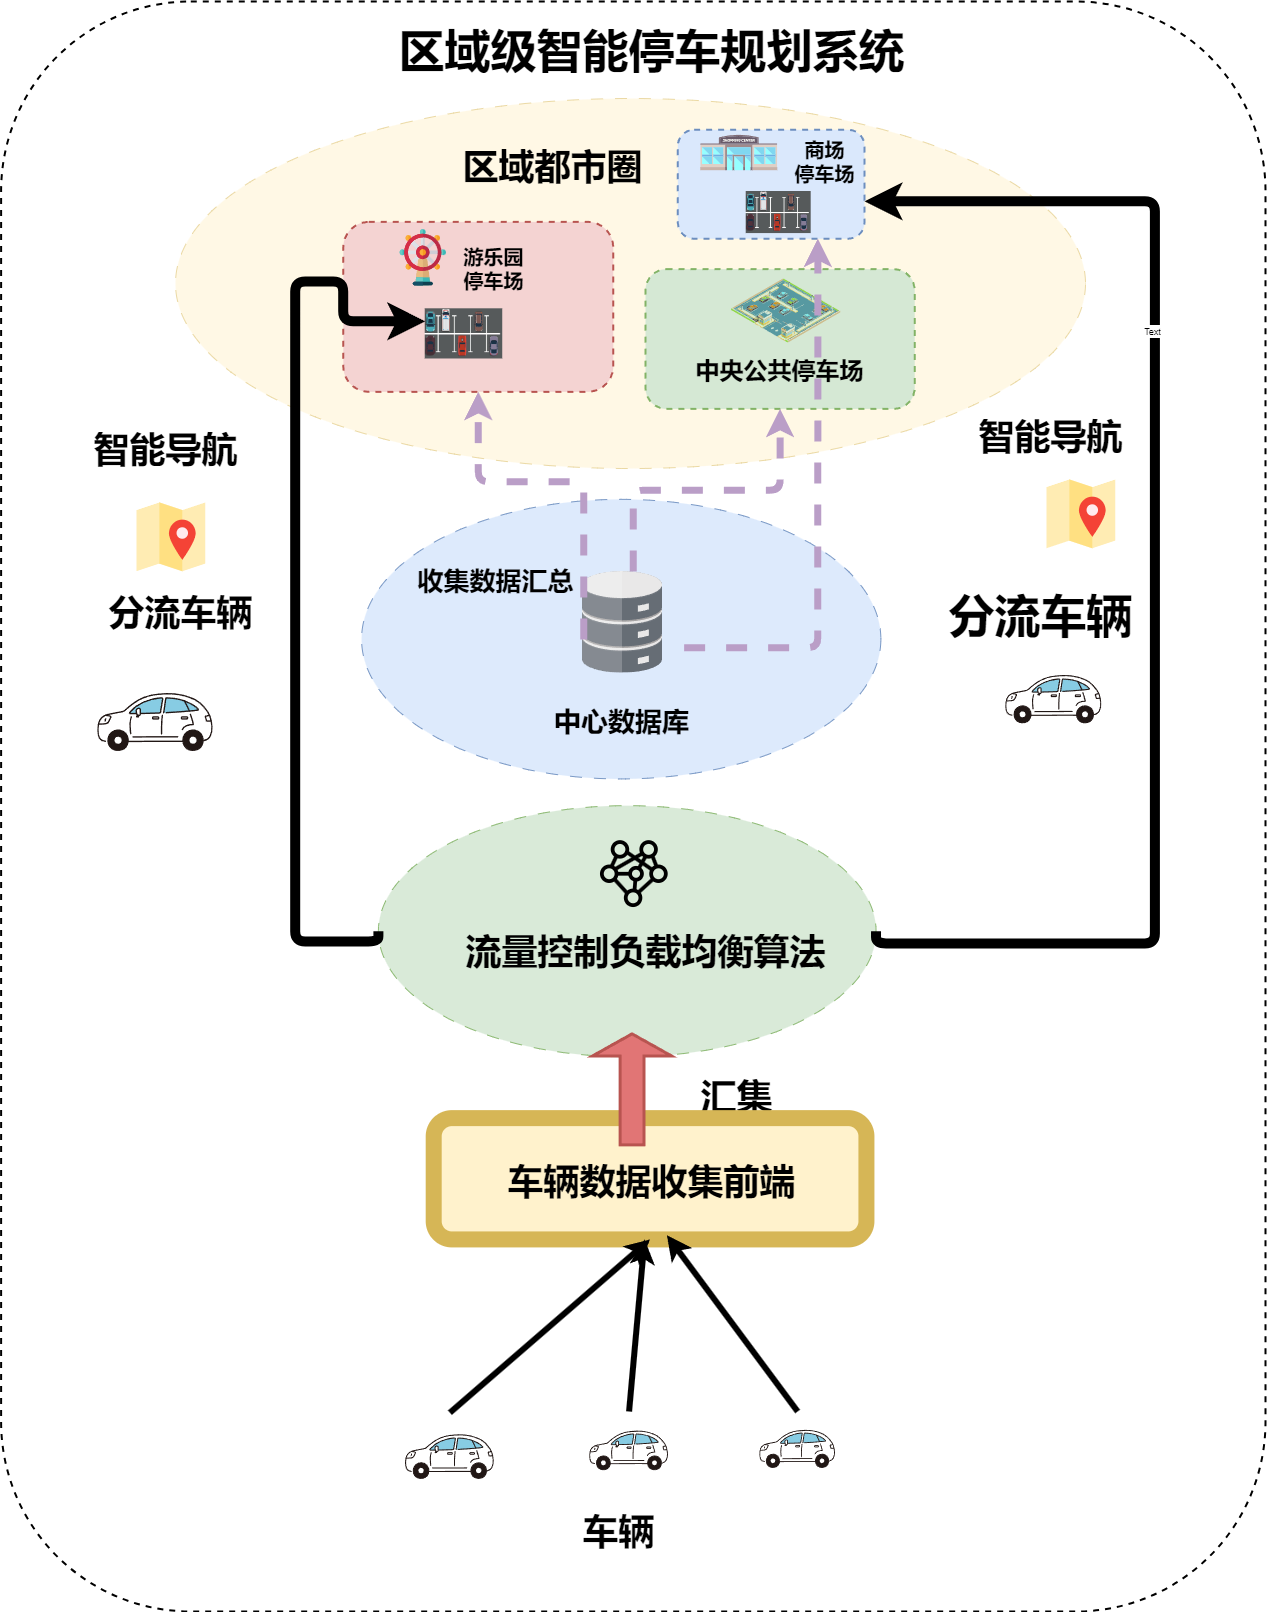 区域级智能停车规划系统
区域都市圈
商场
停车场
游乐园
停车场
中央公共停车场
Text
智能导航
智能导航
分流车辆
分流车辆
收集数据汇总
中心数据库
流量控制负载均衡算法
汇集
车辆数据收集前端
车辆